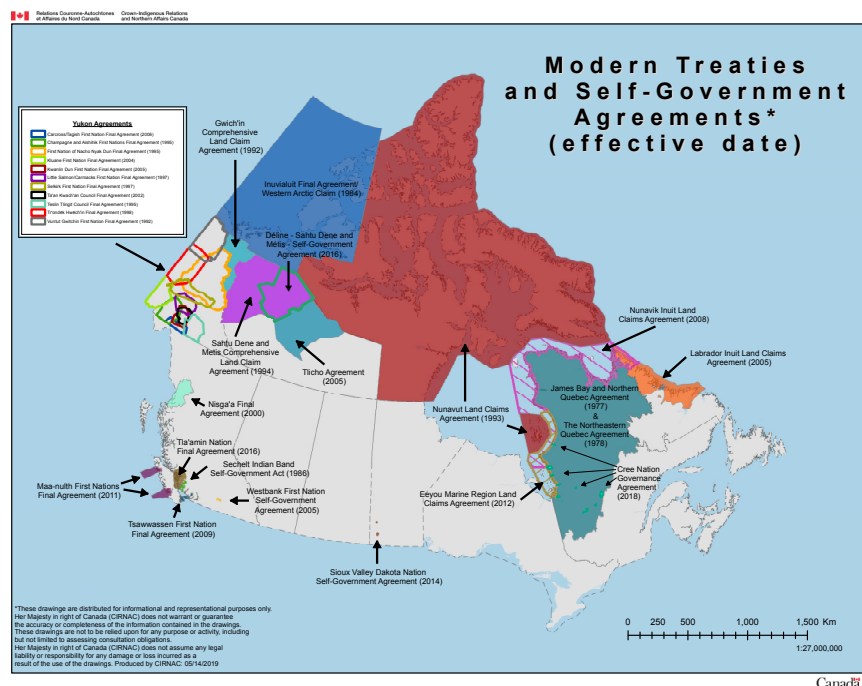 Relations Couronne-Autochtones
et Affaires du Nord Canada
Crown-Indigenous Relations
and Northern Affairs Canada
Modern Treaties
and Self-Government
Agreements*
(effective date)
Yukon Agreements
Carcross/Tagish First Nation Final Agreement (2006)
Champagne and Aishihik First Nations Final Agreement (1995)
First Nation of Nacho Nyak Dun Final Agreement (1995)
Kluane First Nation Final Agreement (2004)
Kwanlin Dun First Nation Final Agreement (2005)
Little Salmon/Carmacks First Nation Final Agreement (1997)
Selkirk First Nation Final Agreement (1997)
Ta'an Kwach'an Council Final Agreement (2002)
Teslin Tlingit Council Final Agreement (1995)
Tr'ondëk Hwëch'in Final Agreement (1998)
Vuntut Gwitchin First Nation Final Agreement (1992)
Gwich'in
Comprehensive
Land Claim
Agreement (1992)
Inuvialuit Final Agreement/
Western Arctic Claim (1984)
Déline - Sahtu Dene and
Métis - Self-Government
Agreement (2016)
Sahtu Dene and
Metis Comprehensive
Land Claim
Agreement (1994)
Tlicho Agreement
(2005)
Nunavut Land Claims
Agreement (1993)
Nunavik Inuit Land
Claims Agreement (2008)
Labrador Inuit Land Claims
Agreement (2005)
James Bay and Northern
Quebec Agreement
(1977)
&
The Northeastern
Quebec Agreement
(1978)
Cree Nation
Governance
Agreement
(2018)
Eeyou Marine Region Land
Claims Agreement (2012)
Nisga'a Final
Agreement (2000)
Tla'amin Nation
Final Agreement (2016)
Sechelt Indian Band
Self-Government Act (1986)
Maa-nulth First Nations
Final Agreement (2011)
Westbank First Nation
Self-Government
Agreement (2005)
Tsawwassen First Nation
Final Agreement (2009)
Sioux Valley Dakota Nation
Self-Government Agreement (2014)
*These drawings are distributed for informational and representational purposes only.
Her Majesty in right of Canada (CIRNAC) does not warrant or guarantee
the accuracy or completeness of the information contained in the drawings.
These drawings are not to be relied upon for any purpose or activity, including
but not limited to assessing consultation obligations.
Her Majesty in right of Canada (CIRNAC) does not assume any legal
liability or responsibility for any damage or loss incurred as a
result of the use of the drawings. Produced by CIRNAC: 05/14/2019
0 500 1,000 1,500 Km
1:27,000,000
Canada